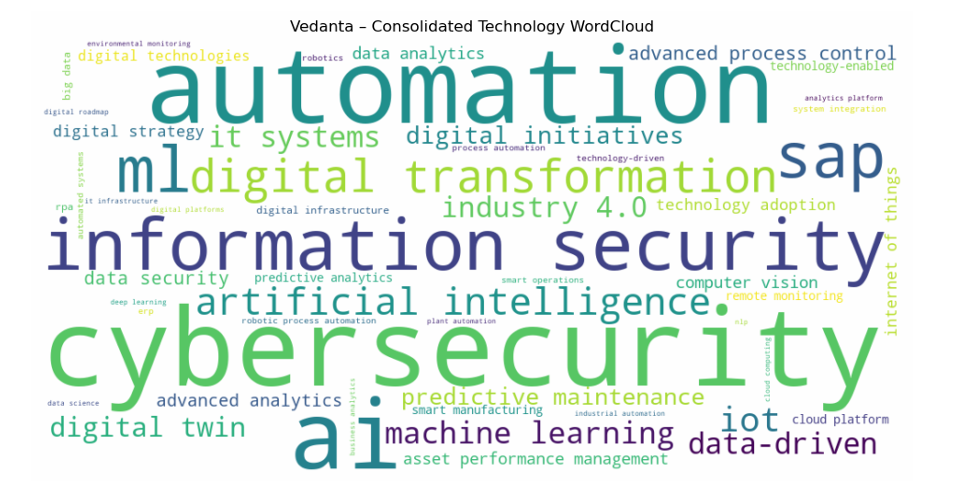 Vedanta – Consolidated Technology WordCloud
environmental monitoring
digital technologies
robotics
data analytics
advanced process control
big data
automation
technology-enabled
analytics platform
system integration
digital roadmap
digital strategy
it systems
digital initiatives
process automation
technology-driven
automated systems
ml
digital transformation
sap
it infrastructure
rpa
digital platforms
digital infrastructure
industry 4.0
technology adoption
internet of things
information security
data security
predictive analytics
smart operations
computer vision
deep learning
erp
artificial intelligence
remote monitoring
robotic process automation
plant automation
nlp
cybersecurity
cloud computing
data science
advanced analytics
business analytics
predictive maintenance
smart manufacturing
industrial automation
iot
cloud platform
digital twin
ai
machine learning
data-driven
asset performance management